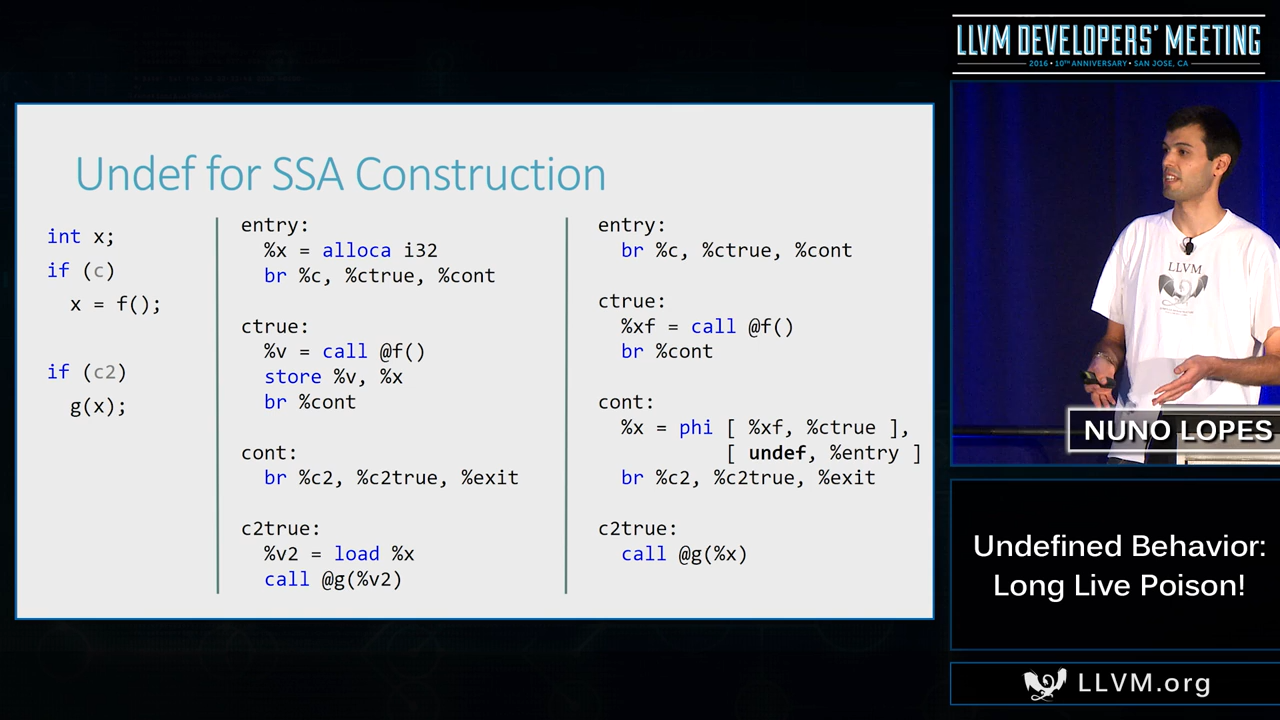 Undef for SSA Construction
int x;
if (c)
x = f();
if (c2)
g(x);
entry:
%x = alloca i32
br %c, %ctrue, %cont
ctrue:
%v = call @f()
store %v, %x
br %cont
cont:
br %c2, %c2true, %exit
c2true:
%v2 = load %x
call @g(%v2)
entry:
br %c, %ctrue, %cont
ctrue:
%xf = call @f()
br %cont
cont:
%x = phi [ %xf, %ctrue ],
[ undef, %entry ]
br %c2, %c2true, %exit
c2true:
call @g(%x)
LLVM DEVELOPERS' MEETING
2016 • 10TH ANNIVERSARY • SAN JOSE, CA
LLVM
NUNO LOPES
Undefined Behavior:
Long Live Poison!
LLVM.org